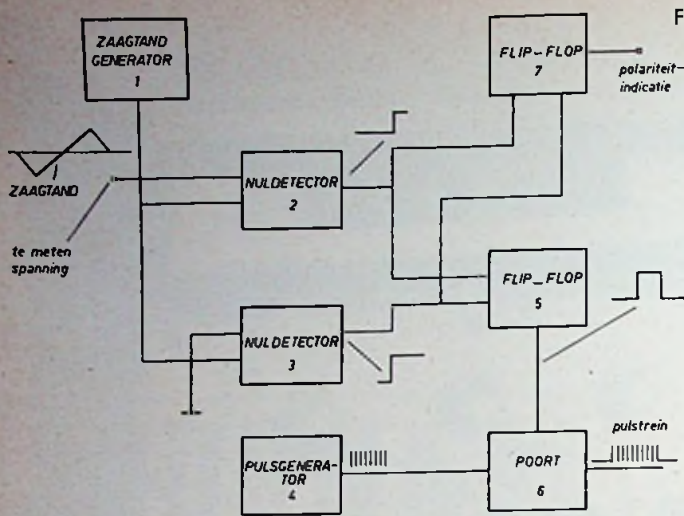 F
ZAAGTAND
GENERATOR
1
FLIP-FLOP
7
polariteit-
indicatie
ZAAGTAND
te meten
spanning
NULDETECTOR
2
FLIP_FLOP
5
NULDETECTOR
3
PULSGENERA-
TOR
4
POORT
6
pulstrein